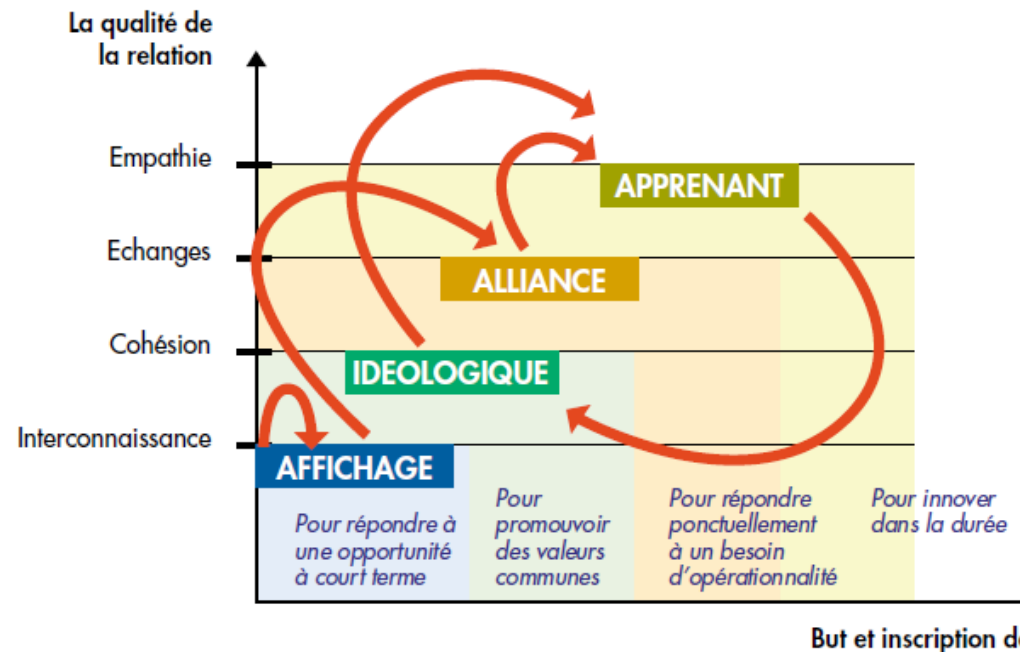 La qualité de
la relation
Empathie
APPRENANT
Echanges
ALLIANCE
Cohésion
IDEOLOGIQUE
Interconnaissance
AFFICHAGE
Pour répondre à
une opportunité
à court terme
Pour
promouvoir
des valeurs
communes
Pour répondre
ponctuellement
à un besoin
d'opérationnalité
Pour innover
dans la durée
But et inscription